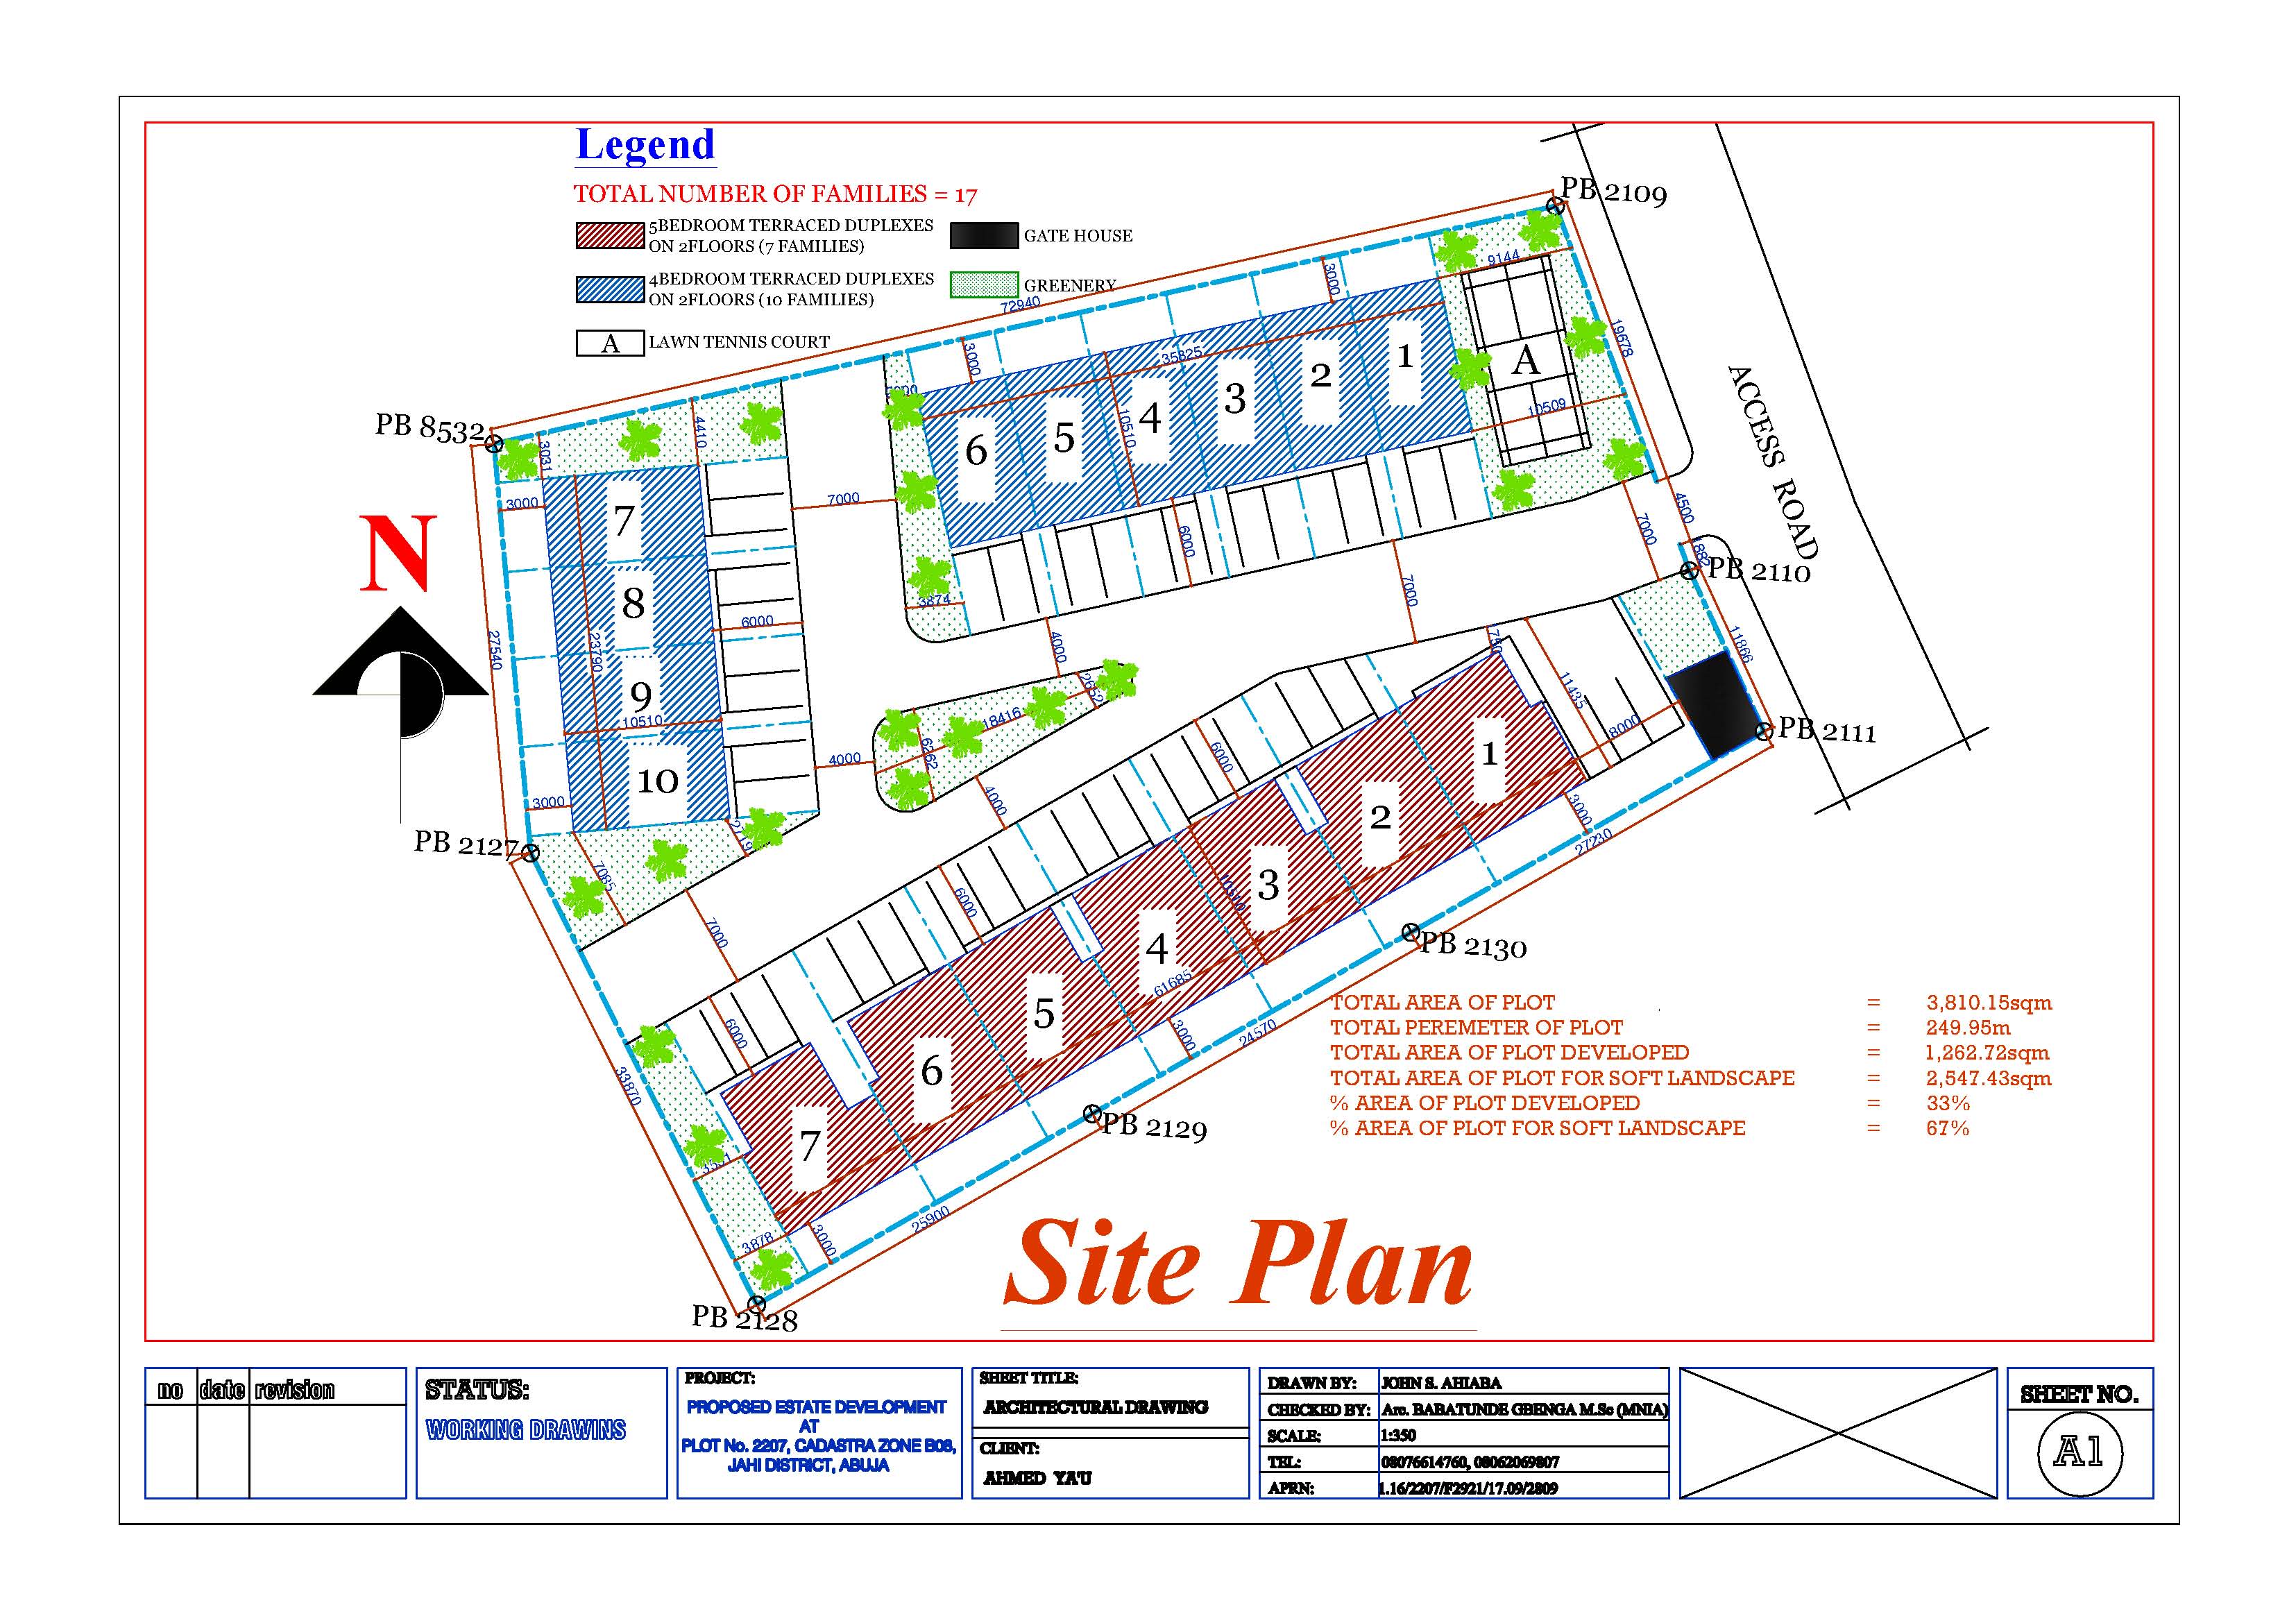 Legend
TOTAL NUMBER OF FAMILIES = 17
5BEDROOM TERRACED DUPLEXES
ON 2FLOORS (7 FAMILIES)
GATE HOUSE
4BEDROOM TERRACED DUPLEXES
ON 2FLOORS (10 FAMILIES)
GREENERY
A LAWN TENNIS COURT
PB 2109
72940
3000
9144
3000
35825
19678
1
2
3
4
5
6
A
10510
10509
ACCESS ROAD
PB 8532
3031
4410
3000
7000
6000
4500
7000
N
7
8
9
10
27540
23790
10510
6000
3874
4000
7000
PB 2110
11866
2652
18416
6262
4000
4000
11435
8000
PB 2111
3000
PB 2127
2719
7085
7000
6000
6000
6000
1
2
3
4
5
6
7
3000
27230
PB 2130
61685
3000
24570
PB 2129
33870
3878
3000
25900
PB 2128
TOTAL AREA OF PLOT = 3,810.15sqm
TOTAL PEREMETER OF PLOT = 249.95m
TOTAL AREA OF PLOT DEVELOPED = 1,262.72sqm
TOTAL AREA OF PLOT FOR SOFT LANDSCAPE = 2,547.43sqm
% AREA OF PLOT DEVELOPED = 33%
% AREA OF PLOT FOR SOFT LANDSCAPE = 67%
Site Plan
no date revision
STATUS:
WORKING DRAWINS
PROJECT:
PROPOSED ESTATE DEVELOPMENT
AT
PLOT No. 2207, CADASTRA ZONE B08,
JAHI DISTRICT, ABUJA
SHEET TITLE:
ARCHITECTURAL DRAWING
CLIENT:
AHMED YA'U
DRAWN BY: JOHN S. AHIABA
CHECKED BY: Arc. BABATUNDE GBENGA M.Sc (MNIA)
SCALE: 1:350
TEL: 08076614760, 08062069807
APRN: 1.16/2207/F2921/17.09/2809
SHEET NO.
A1